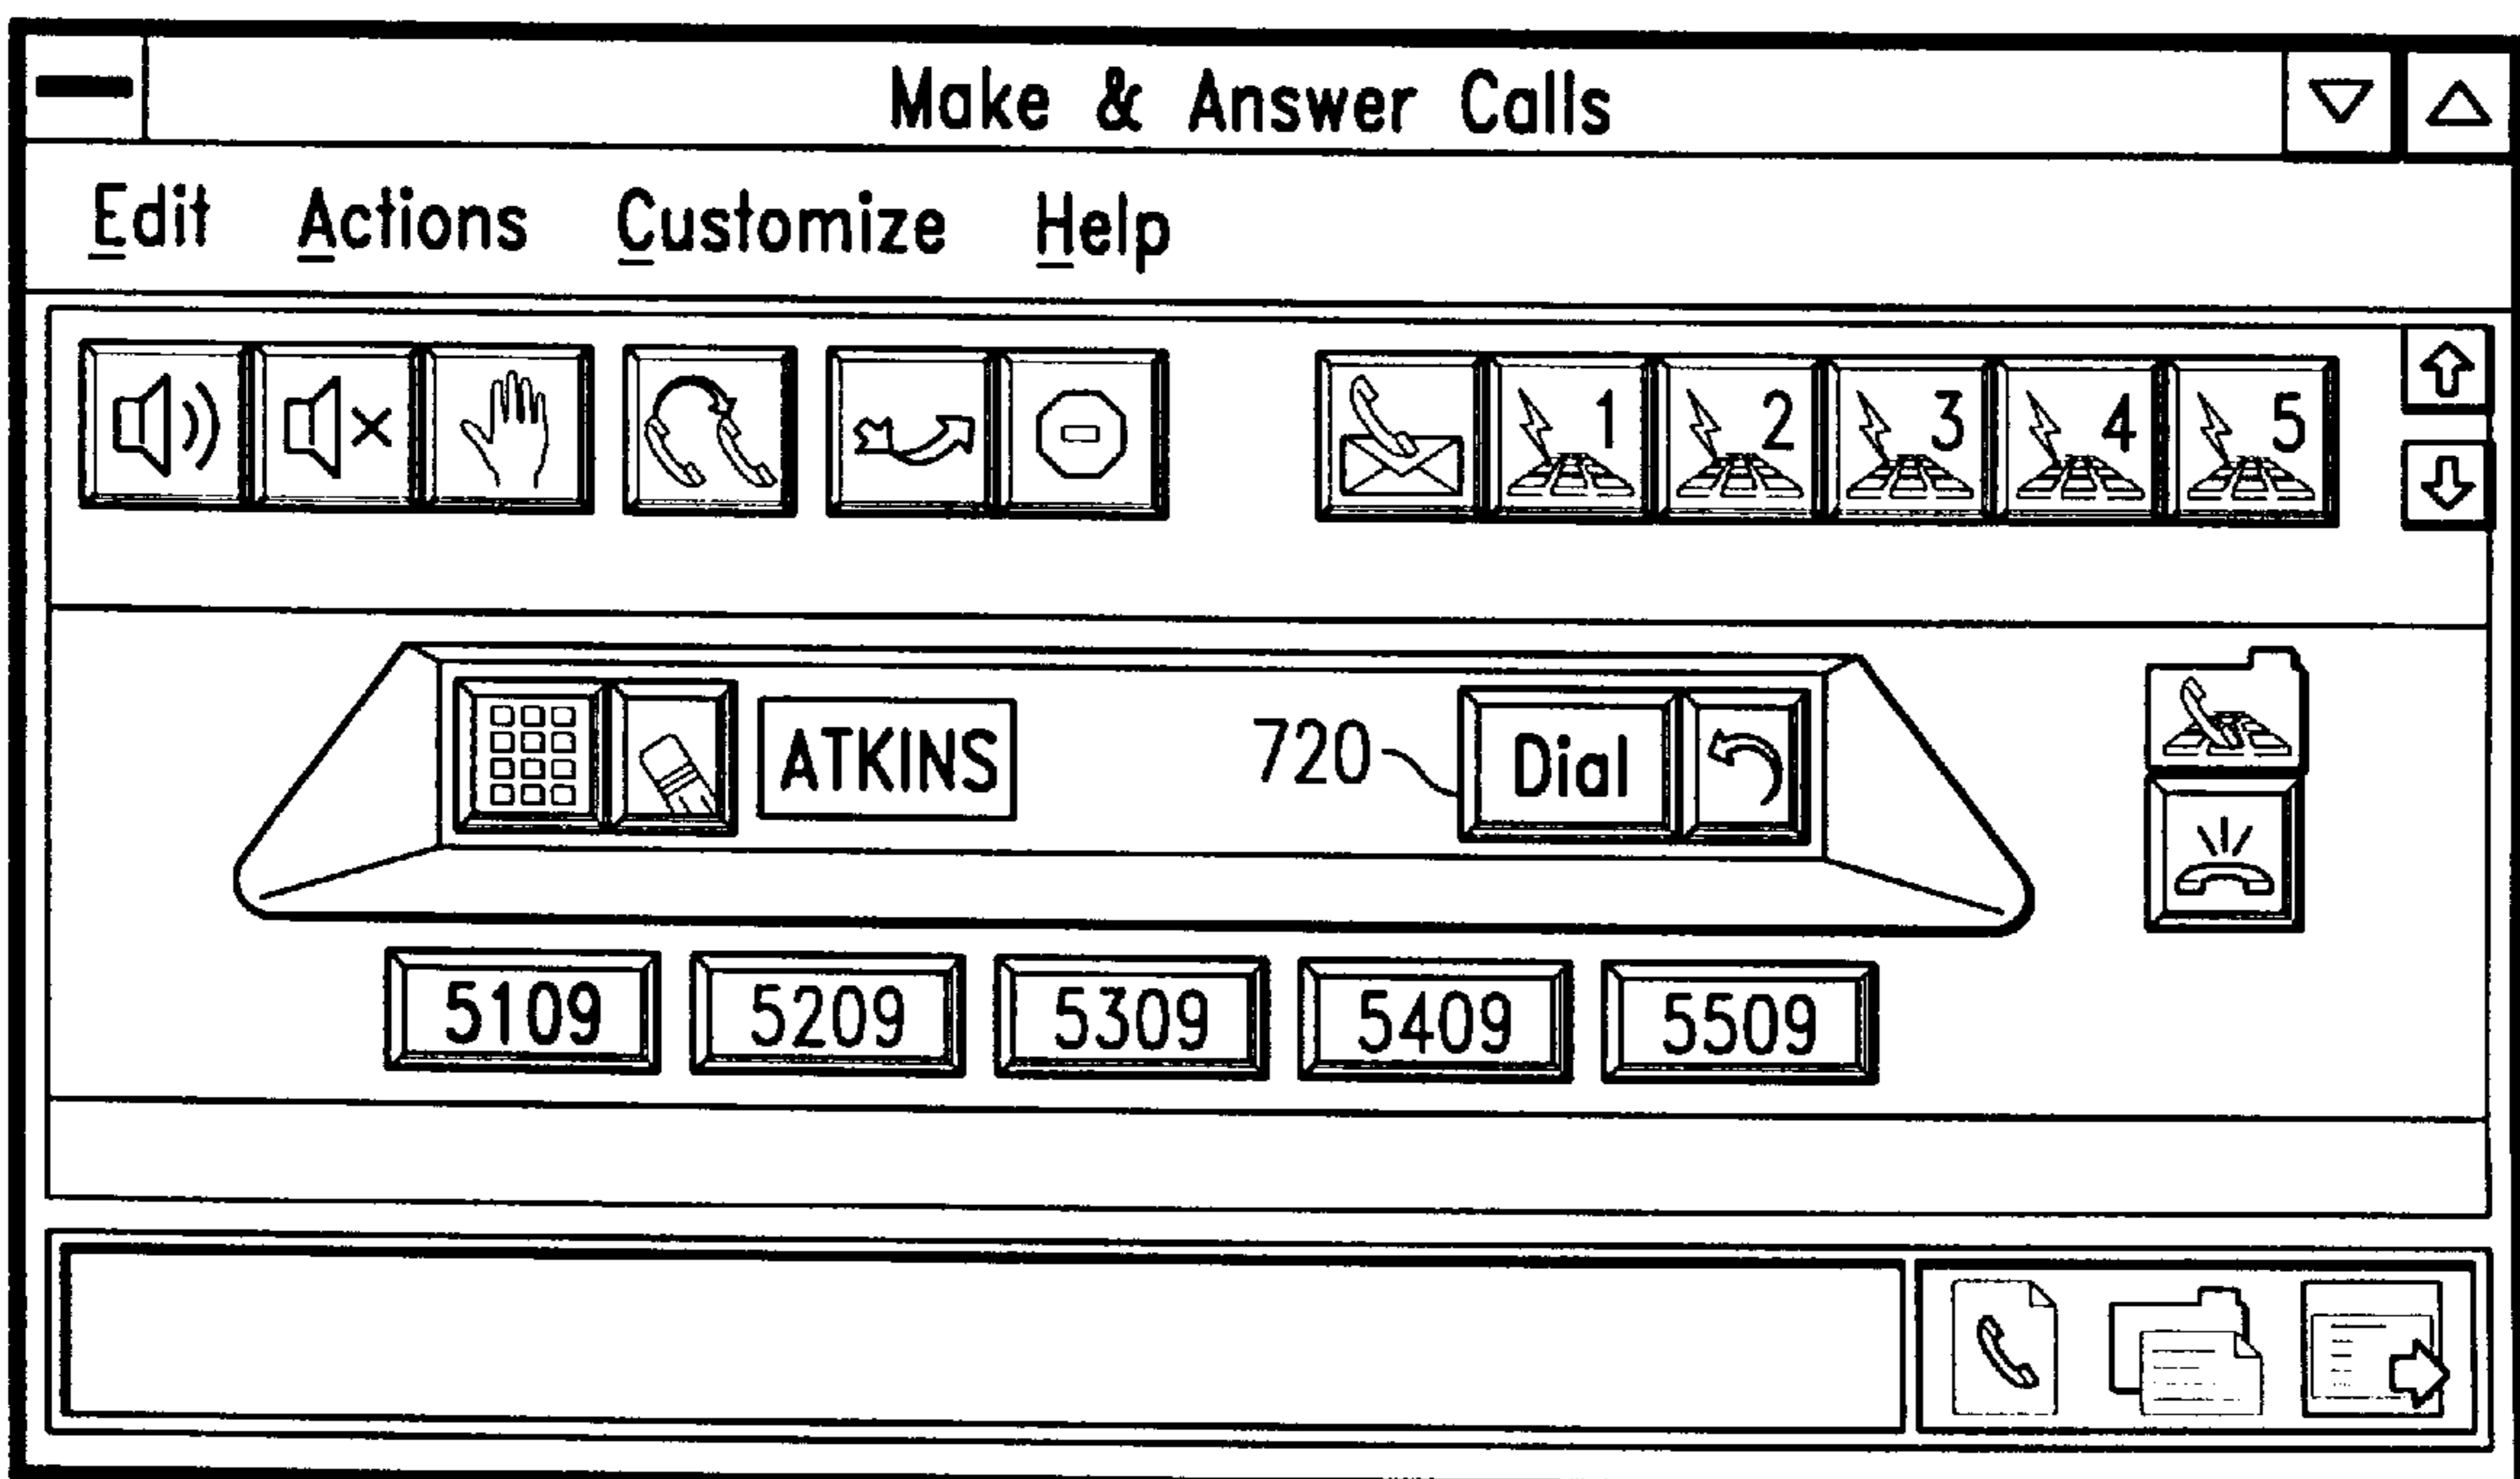 Make & Answer Calls
Edit Actions Customize Help
1 2 3 4 5
ATKINS 720 Dial
5109 5209 5309 5409 5509